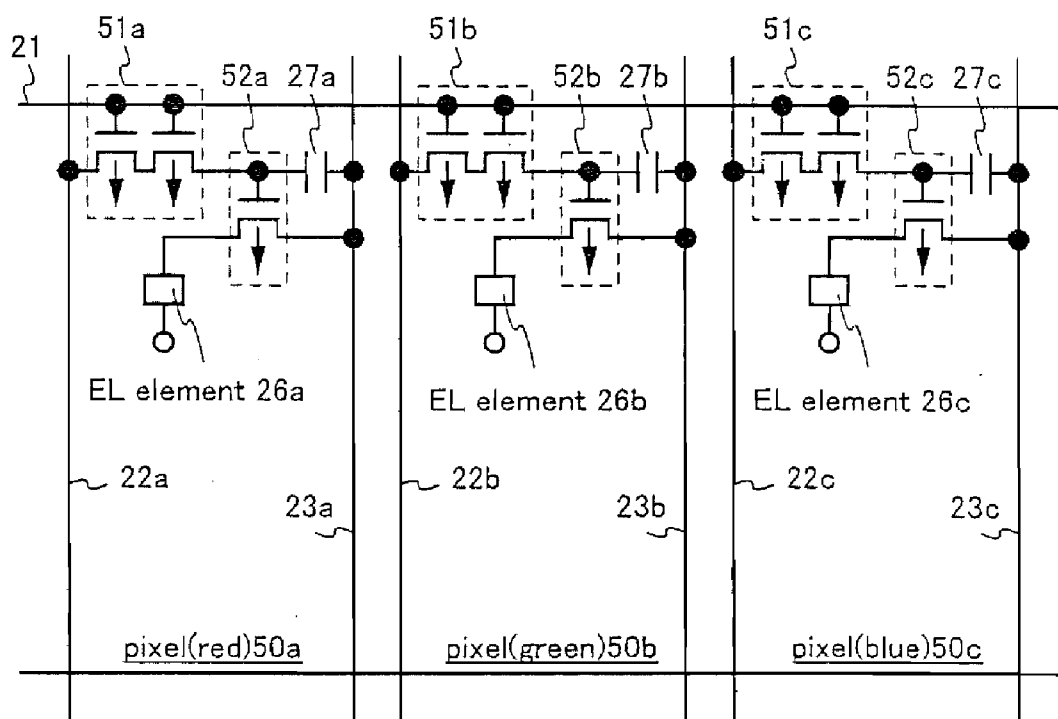 51a 51b 51c
21 52a 27a 52b 27b 52c 27c
EL element 26a EL element 26b EL element 26c
22a 22b 22c
23a 23b 23c
pixel(red)50a pixel(green)50b pixel(blue)50c